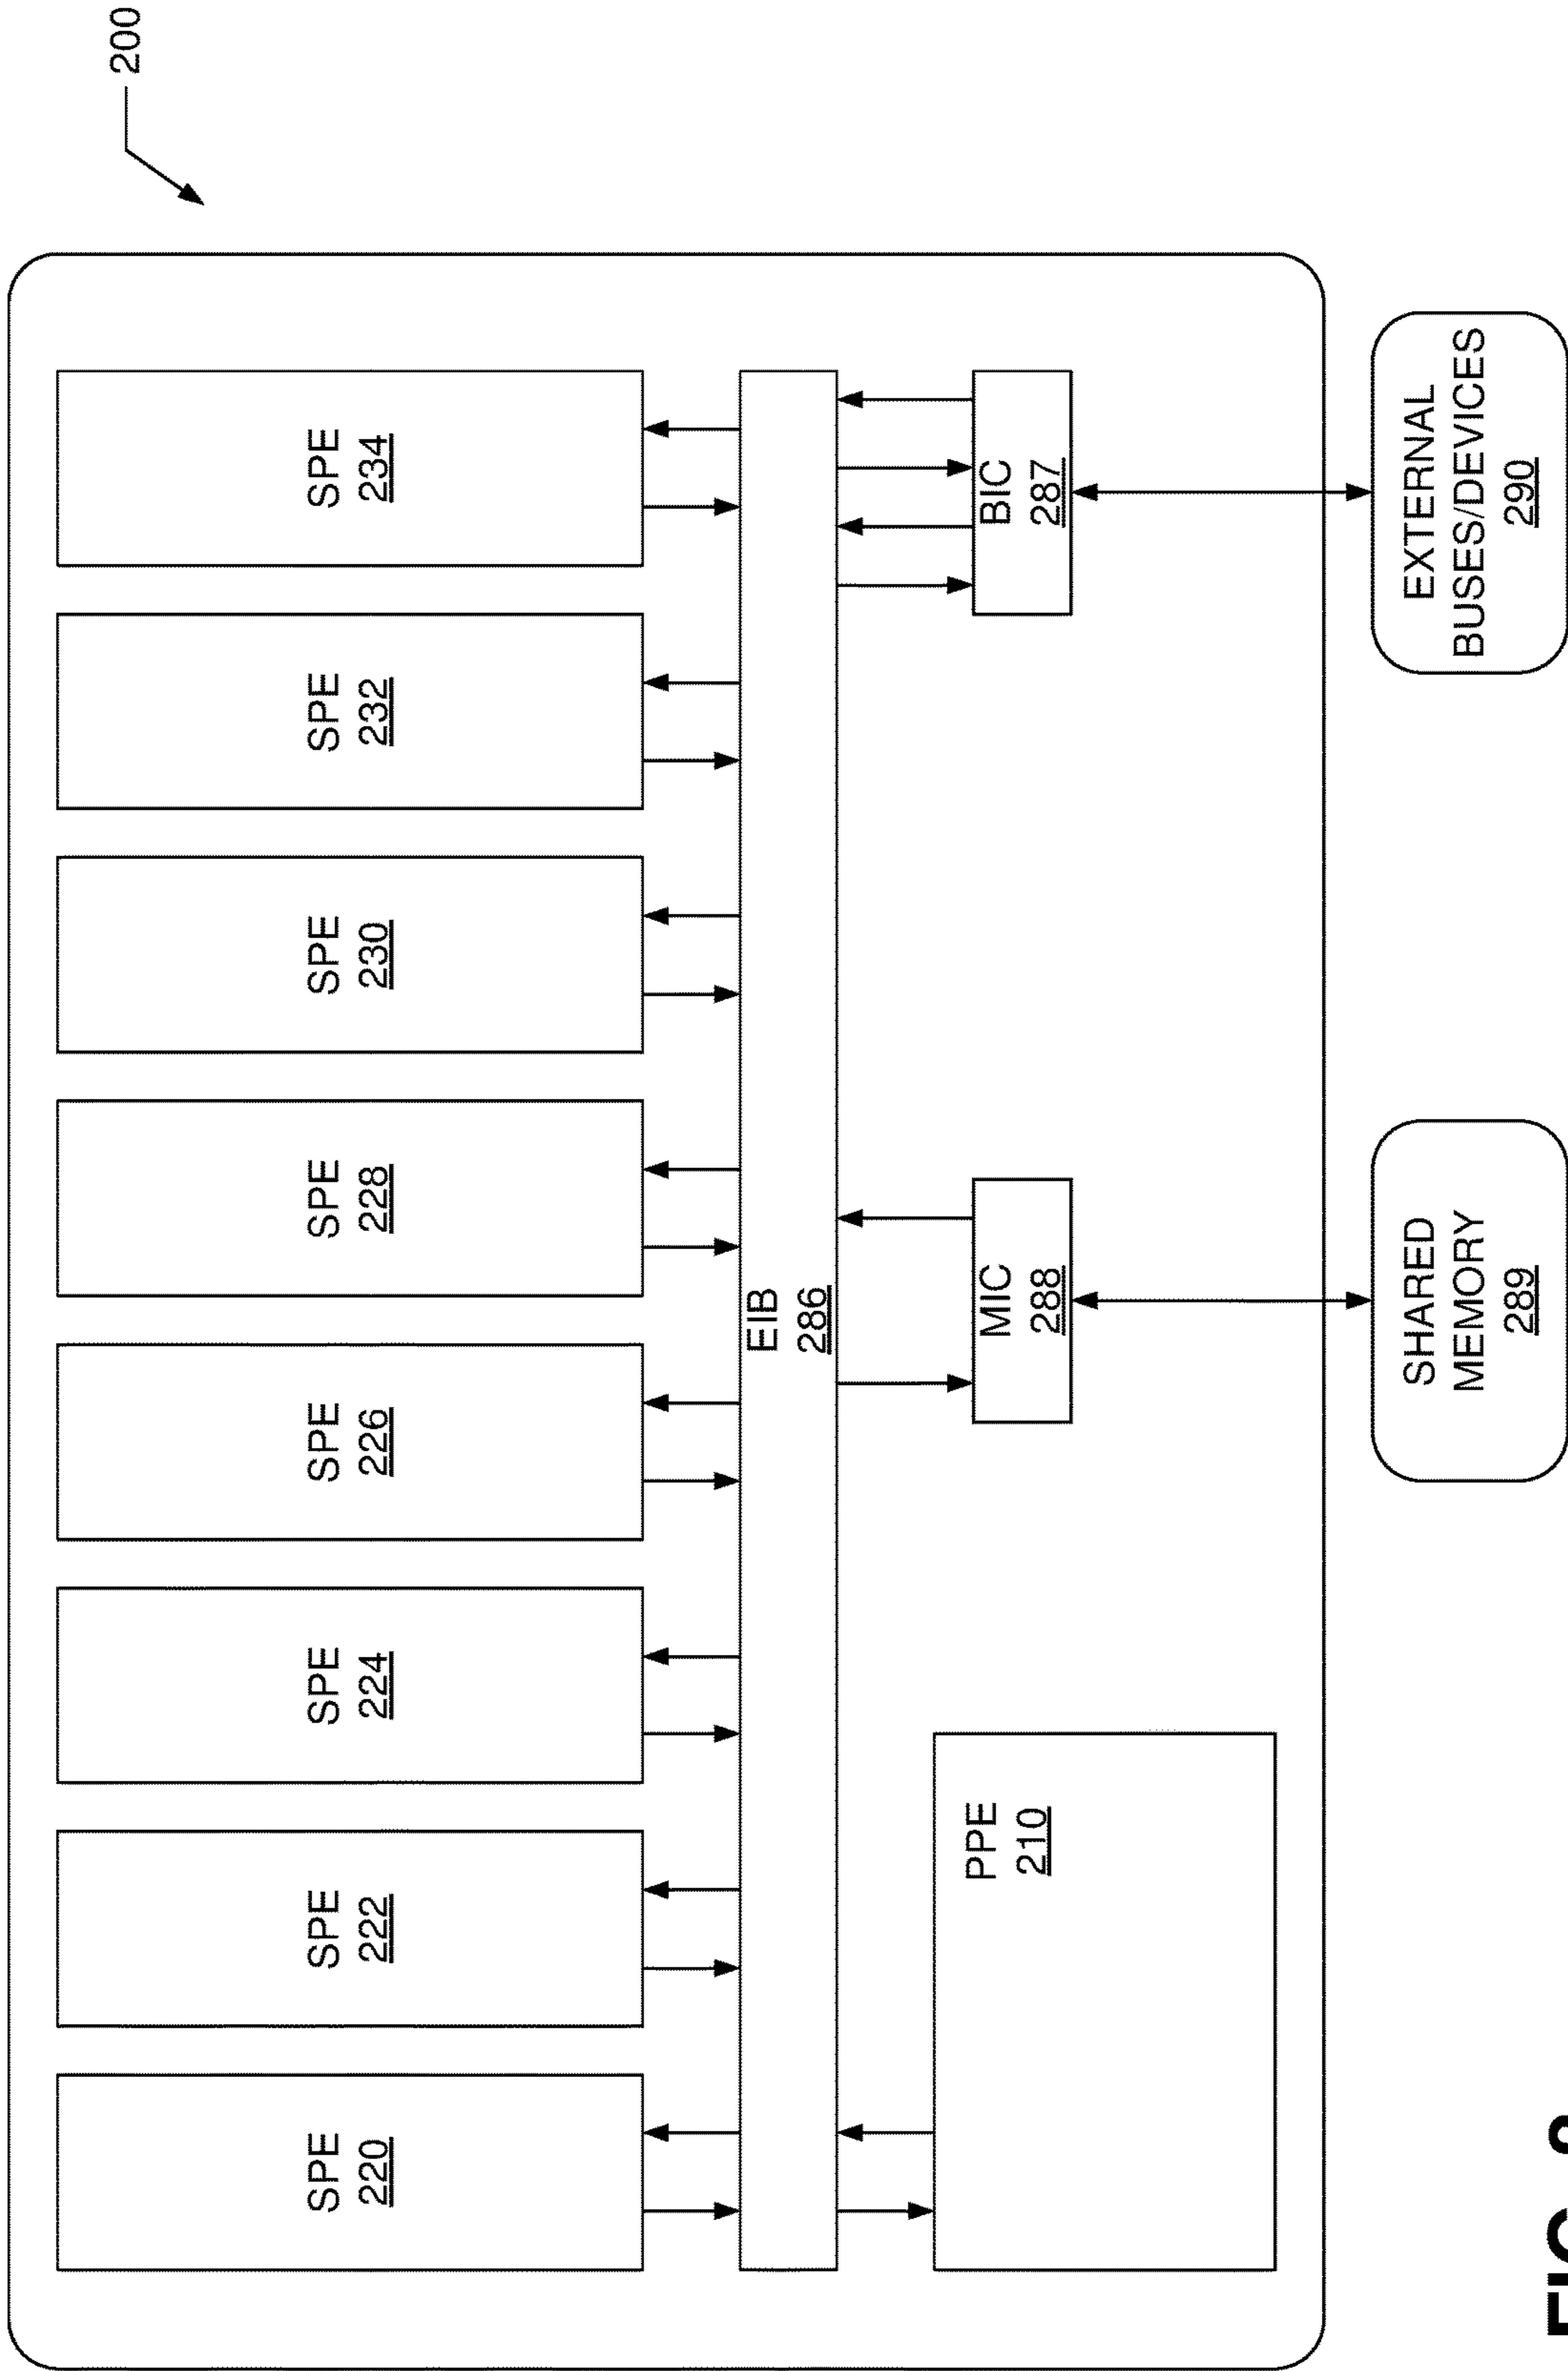 200
SPE
220
SPE
222
SPE
224
SPE
226
SPE
228
SPE
230
SPE
232
SPE
234
EIB
286
PPE
210
MIC
288
BIC
287
SHARED
MEMORY
289
EXTERNAL
BUSES/DEVICES
290
FIG